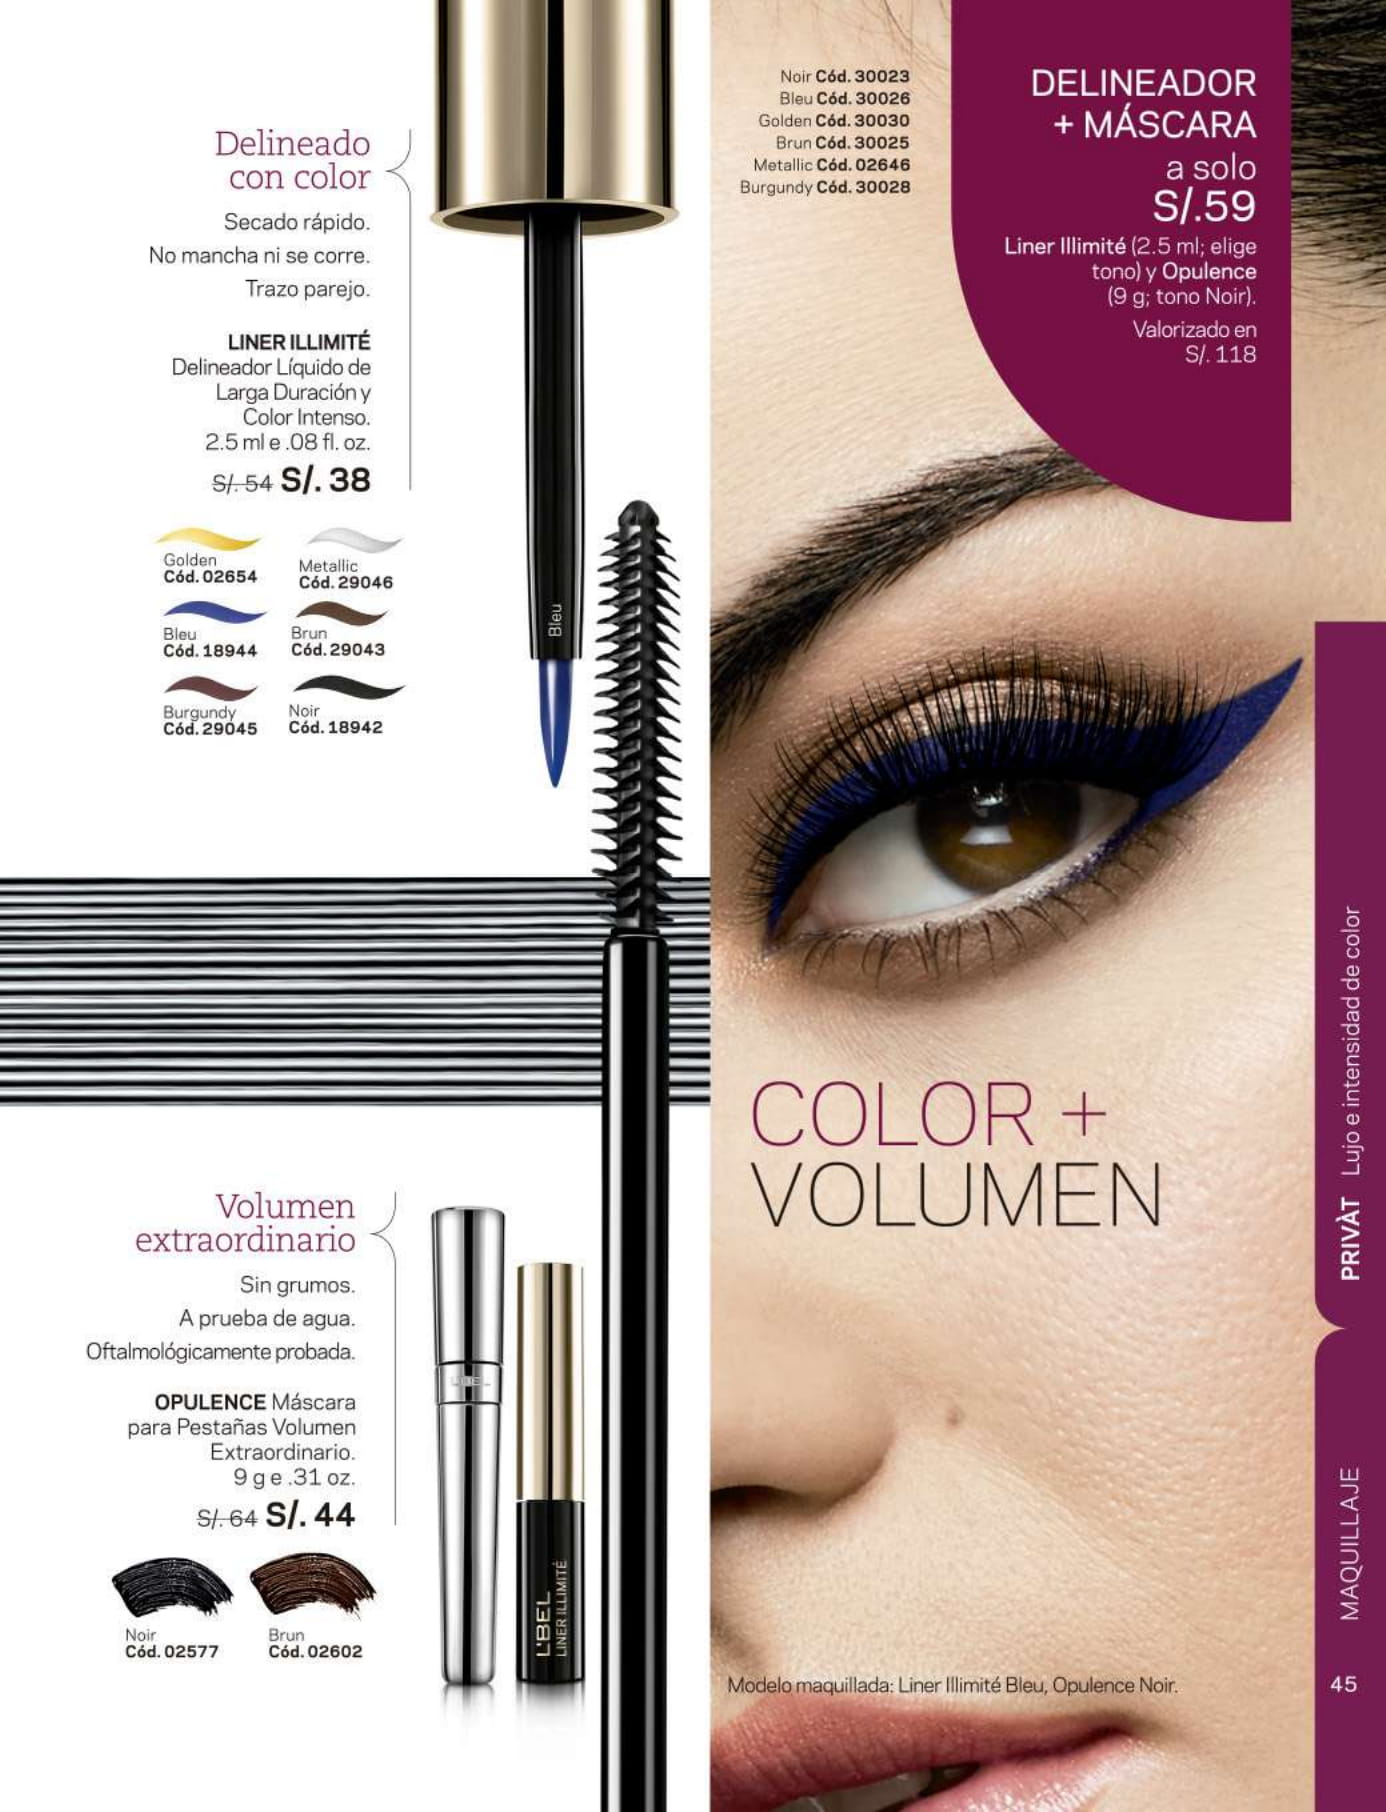 Delineado
con color
Secado rápido.
No mancha ni se corre.
Trazo parejo.
LINER ILLIMITÉ
Delineador Líquido de
Larga Duración y
Color Intenso.
2.5 ml e .08 fl. oz.
S/. 54 S/. 38
Golden
Cód. 02654
Metallic
Cód. 29046
Bleu
Cód. 18944
Brun
Cód. 29043
Burgundy
Cód. 29045
Noir
Cód. 18942
Bleu
Noir Cód. 30023
Bleu Cód. 30026
Golden Cód. 30030
Brun Cód. 30025
Metallic Cód. 02646
Burgundy Cód. 30028
DELINEADOR
+ MÁSCARA
a solo
S/.59
Liner Illimité (2.5 ml; elige
tono) y Opulence
(9 g; tono Noir).
Valorizado en
S/. 118
COLOR +
VOLUMEN
Volumen
extraordinario
Sin grumos.
A prueba de agua.
Oftalmológicamente probada.
OPULENCE Máscara
para Pestañas Volumen
Extraordinario.
9 g e .31 oz.
S/. 64 S/. 44
Noir
Cód. 02577
Brun
Cód. 02602
L'BEL
L'BEL
LINER ILLIMITÉ
Modelo maquillada: Liner Illimité Bleu, Opulence Noir.
PRIVÀT Lujo e intensidad de color
MAQUILLAJE
45